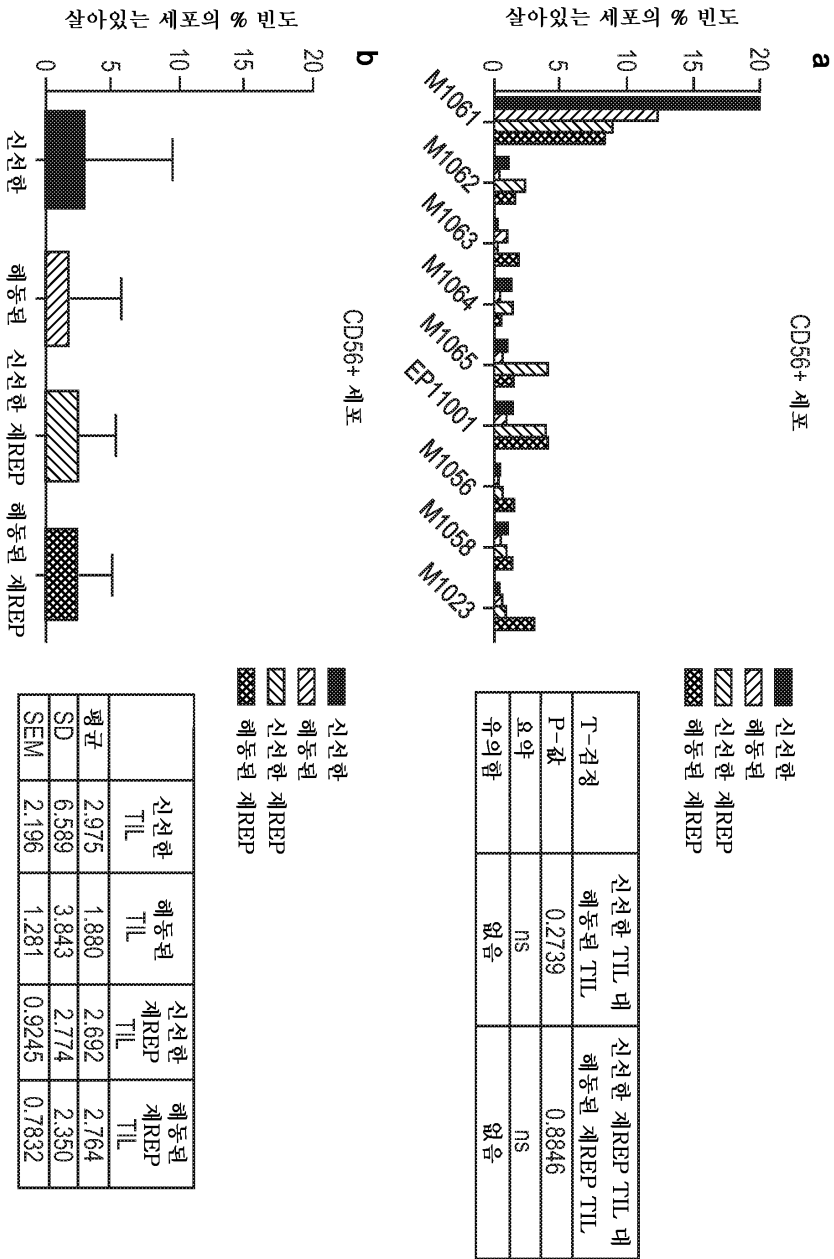 a
CD56+ 세포
살아있는 세포의 % 빈도
20
15
10
5
0
M1061
M1062
M1063
M1064
M1065
EP11001
M1056
M1058
M1023
신선한
해동된
신선한 재REP
해동된 재REP
T-검정
신선한 TIL 대
해동된 TIL
신선한 재REP TIL 대
해동된 재REP TIL
P-값 0.2739 0.8846
요약 ns ns
유의함 없음 없음
b
CD56+ 세포
살아있는 세포의 % 빈도
20
15
10
5
0
신선한
해동된
신선한 재REP
해동된 재REP
신선한
해동된
신선한 재REP
해동된 재REP
신선한
TIL
해동된
TIL
신선한
재REP
TIL
해동된
재REP
TIL
평균 2.975 1.880 2.692 2.764
SD 6.589 3.843 2.774 2.350
SEM 2.196 1.281 0.9245 0.7832